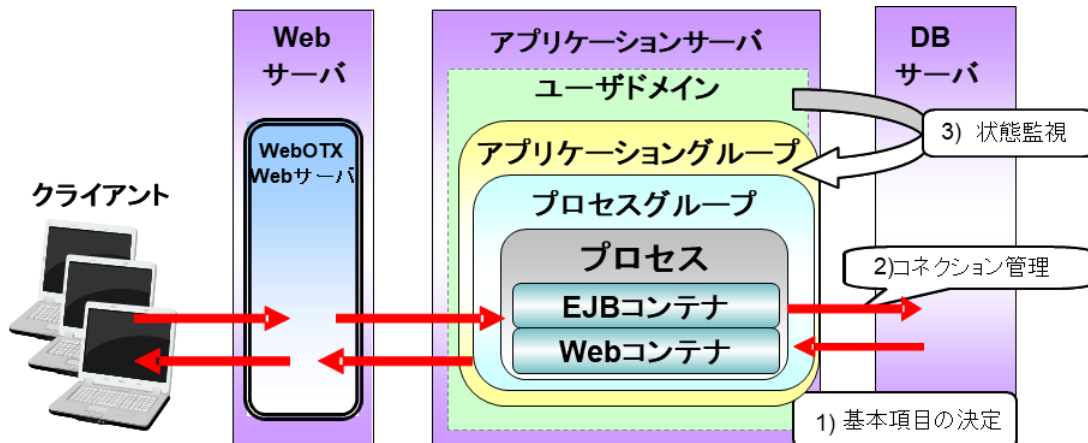 Web
サーバ
アプリケーションサーバ
DB
サーバ
ユーザドメイン
3) 状態監視
WebOTX
Webサーバ
アプリケーショングループ
クライアント
プロセスグループ
プロセス
2)コネクション管理
EJBコンテナ
Webコンテナ
1) 基本項目の決定